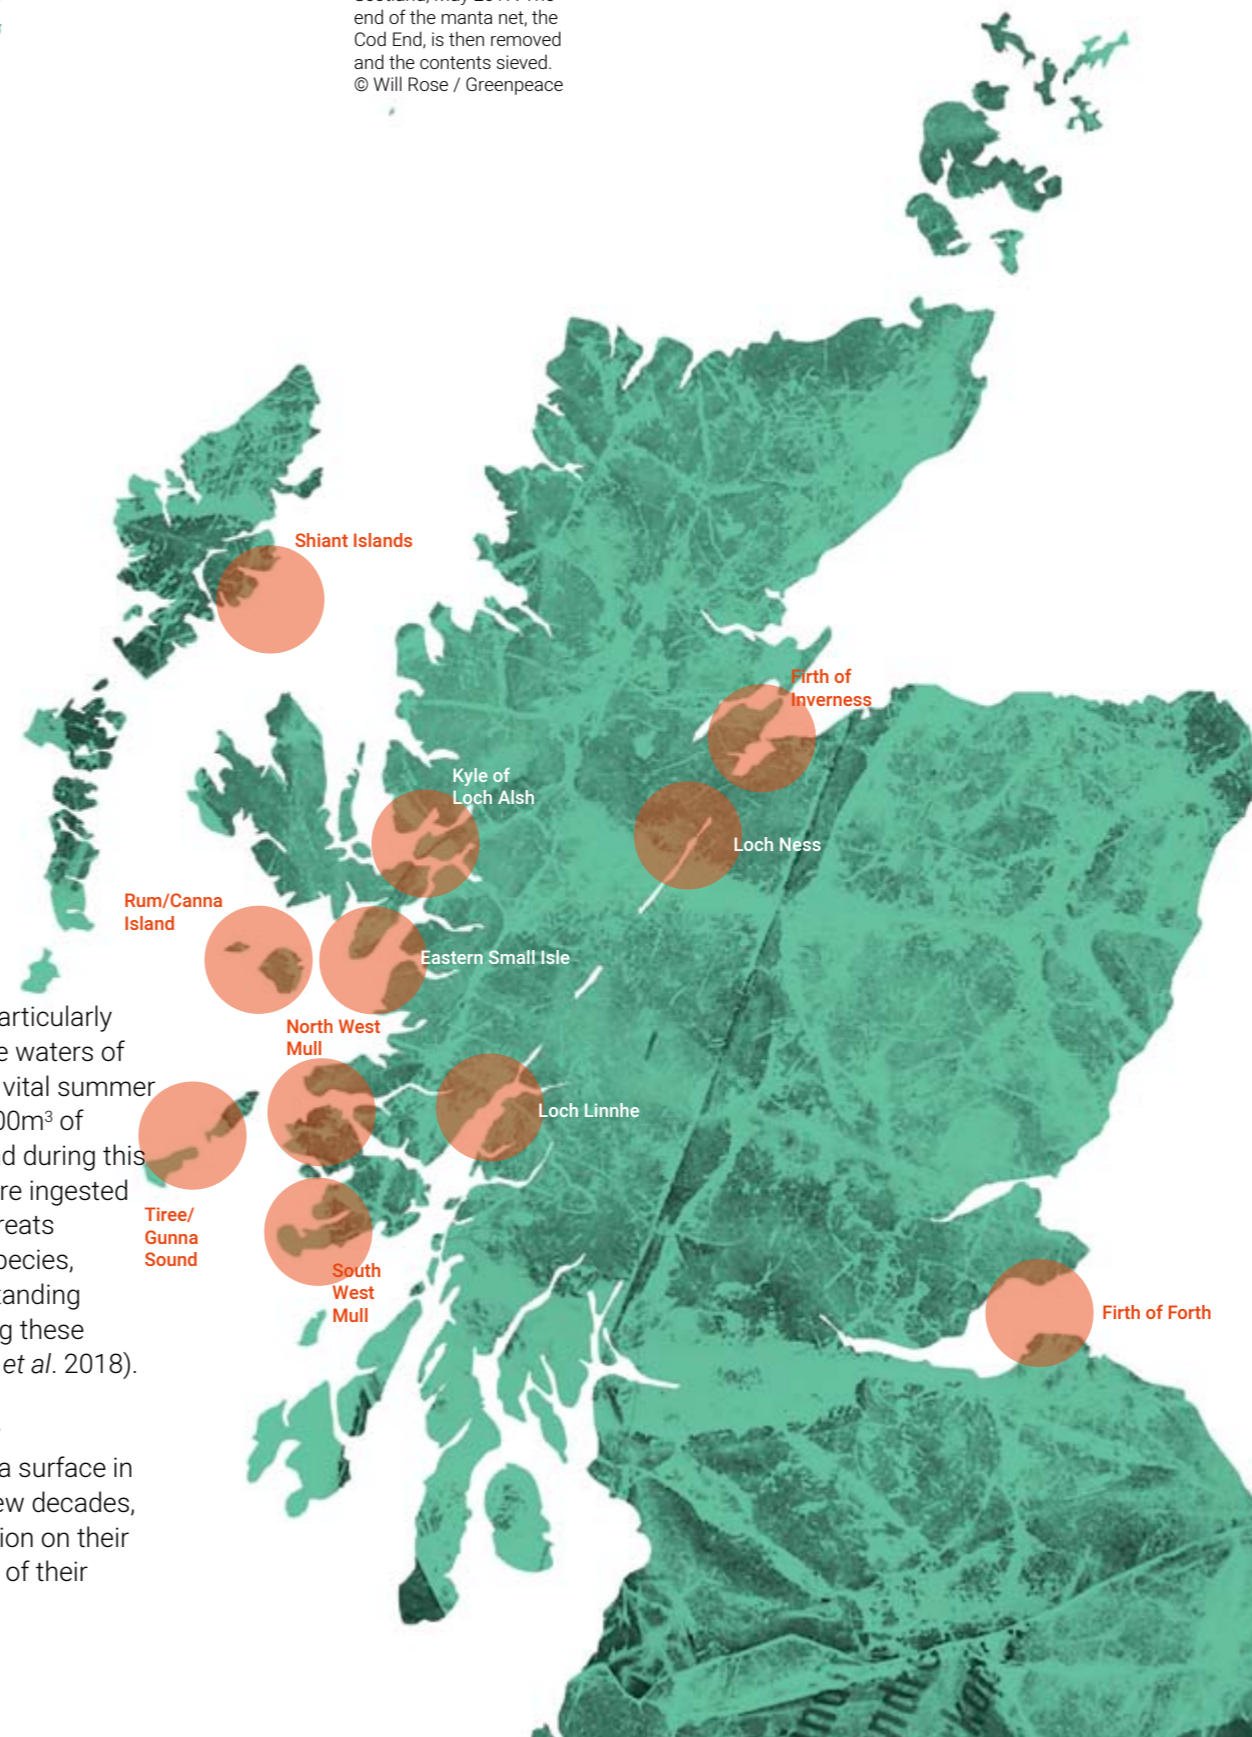 end of the manta net, the
Cod End, is then removed
and the contents sieved.
© Will Rose / Greenpeace
Shiant Islands
Firth of
Inverness
Kyle of
Loch Alsh
Loch Ness
Rum/Canna
Island
Eastern Small Isle
North West
Mull
Loch Linnhe
Tiree/
Gunna
Sound
South
West
Mull
Firth of Forth
articularly
e waters of
vital summer
00m³ of
d during this
re ingested
reats
pecies,
tanding
g these
et al. 2018).
a surface in
ew decades,
ion on their
of their